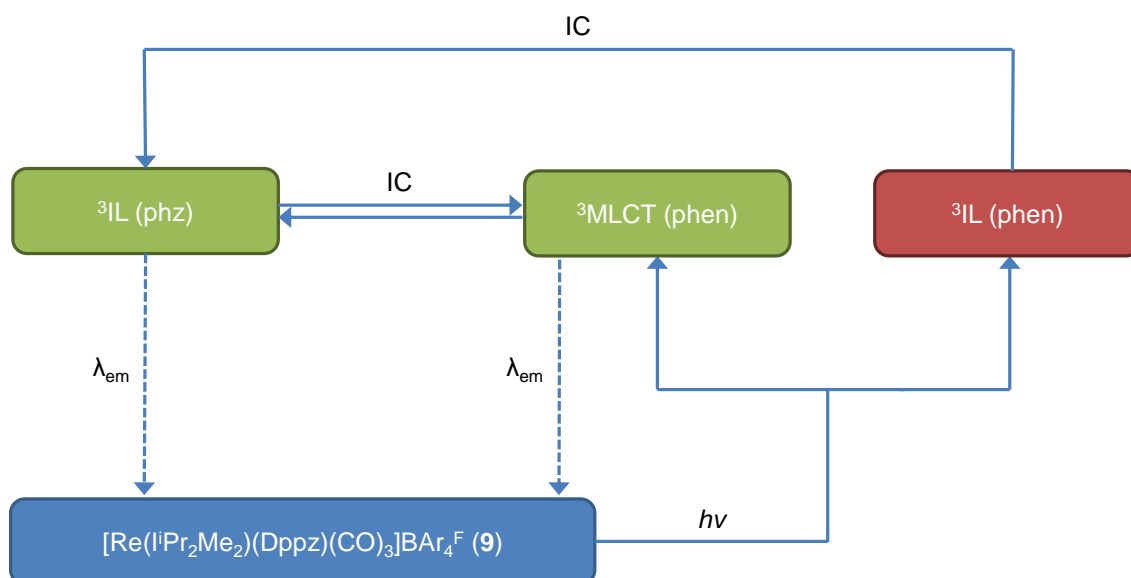 IC
³IL (phz)
IC
³MLCT (phen)
³IL (phen)
λem
λem
[Re(IⁱPr₂Me₂)(Dppz)(CO)₃]BAr₄ᶠ (9)
hv